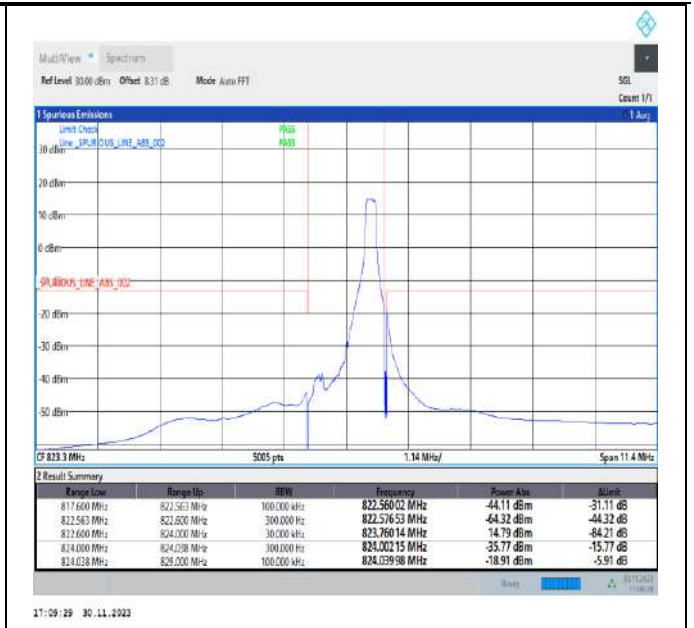 MultiView Spectrum
Ref Level 30.00 dBm Offset 8.31 dB Mode Auto FFT SGL
Count 1/1
1 Spurious Emissions 1 Avg
Limit Check PASS
Line _SPURIOUS_LINE_ABS_002 PASS
30 dBm
20 dBm
10 dBm
0 dBm
_SPURIOUS_LINE_ABS_002
-20 dBm
-30 dBm
-40 dBm
-50 dBm
CF 823.3 MHz 5005 pts 1.14 MHz/ Span 11.4 MHz
2 Result Summary
Range Low Range Up RBW Frequency Power Abs ΔLimit
817.600 MHz 822.563 MHz 100.000 kHz 822.56002 MHz -44.11 dBm -31.11 dB
822.563 MHz 822.600 MHz 300.000 Hz 822.57653 MHz -64.32 dBm -44.32 dB
822.600 MHz 824.000 MHz 30.000 kHz 823.76014 MHz 14.79 dBm -84.21 dB
824.000 MHz 824.038 MHz 300.000 Hz 824.00215 MHz -35.77 dBm -15.77 dB
824.038 MHz 829.000 MHz 100.000 kHz 824.03998 MHz -18.91 dBm -5.91 dB
Ready 30.11.2023
17:09:29 30.11.2023